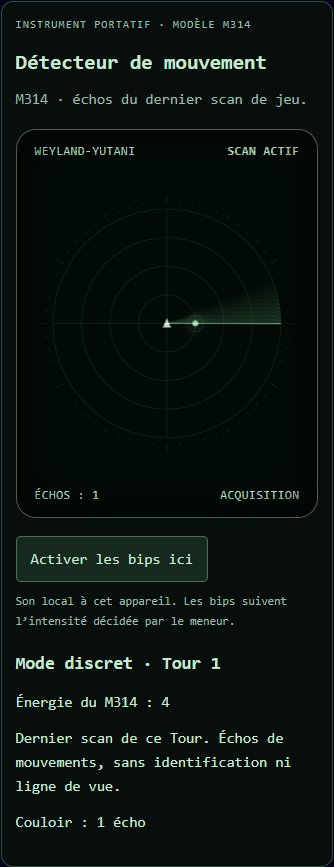 INSTRUMENT PORTATIF · MODÈLE M314
Détecteur de mouvement
M314 · échos du dernier scan de jeu.
WEYLAND-YUTANI
SCAN ACTIF
ÉCHOS : 1
ACQUISITION
Activer les bips ici
Son local à cet appareil. Les bips suivent
l’intensité décidée par le meneur.
Mode discret · Tour 1
Énergie du M314 : 4
Dernier scan de ce Tour. Échos de
mouvements, sans identification ni
ligne de vue.
Couloir : 1 écho